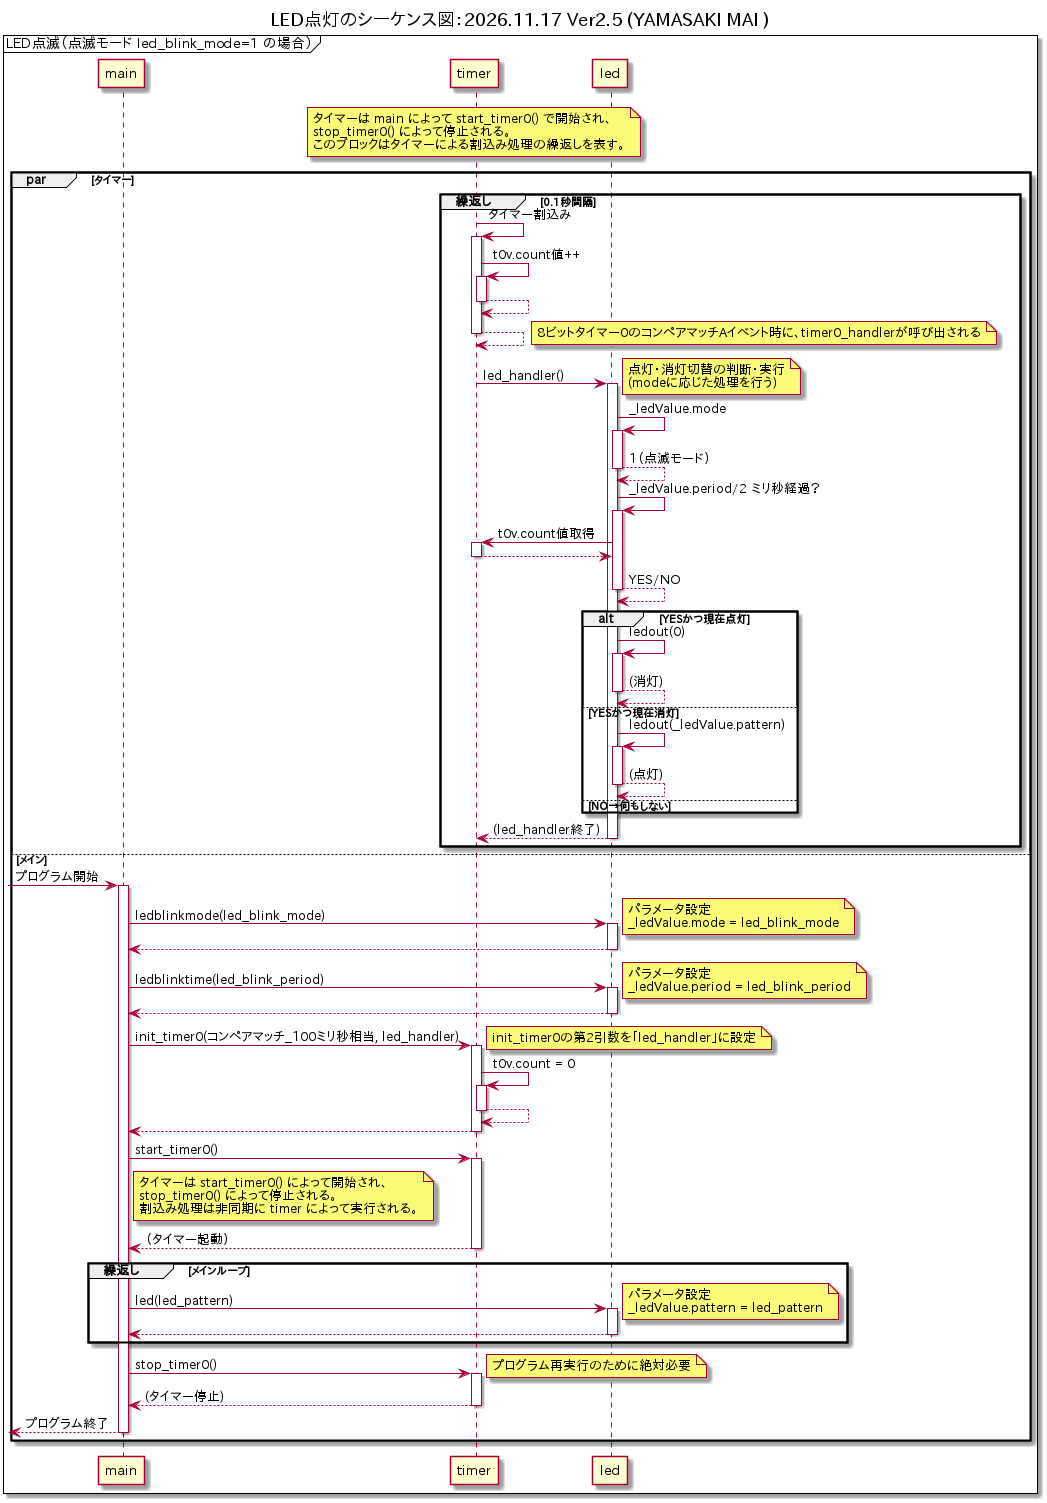 LED点灯のシーケンス図：2026.11.17 Ver2.5 (YAMASAKI MAI )
LED点滅（点滅モード led_blink_mode=1 の場合）
main
timer
led
タイマーは main によって start_timer0() で開始され、
stop_timer0() によって停止される。
このブロックはタイマーによる割込み処理の繰返しを表す。
par [タイマー]
繰返し [0.1秒間隔]
タイマー割込み
t0v.count値++
8ビットタイマー0のコンペアマッチAイベント時に、timer0_handlerが呼び出される
led_handler()
点灯・消灯切替の判断・実行
(modeに応じた処理を行う)
_ledValue.mode
1（点滅モード）
_ledValue.period/2 ミリ秒経過？
t0v.count値取得
YES/NO
alt [YESかつ現在点灯]
ledout(0)
(消灯)
[YESかつ現在消灯]
ledout(_ledValue.pattern)
(点灯)
[NO→何もしない]
(led_handler終了)
[メイン]
プログラム開始
ledblinkmode(led_blink_mode)
パラメータ設定
_ledValue.mode = led_blink_mode
ledblinktime(led_blink_period)
パラメータ設定
_ledValue.period = led_blink_period
init_timer0(コンペアマッチ_100ミリ秒相当, led_handler)
init_timer0の第2引数を「led_handler」に設定
t0v.count = 0
start_timer0()
タイマーは start_timer0() によって開始され、
stop_timer0() によって停止される。
割込み処理は非同期に timer によって実行される。
（タイマー起動）
繰返し [メインループ]
led(led_pattern)
パラメータ設定
_ledValue.pattern = led_pattern
stop_timer0()
プログラム再実行のために絶対必要
(タイマー停止)
プログラム終了
main
timer
led